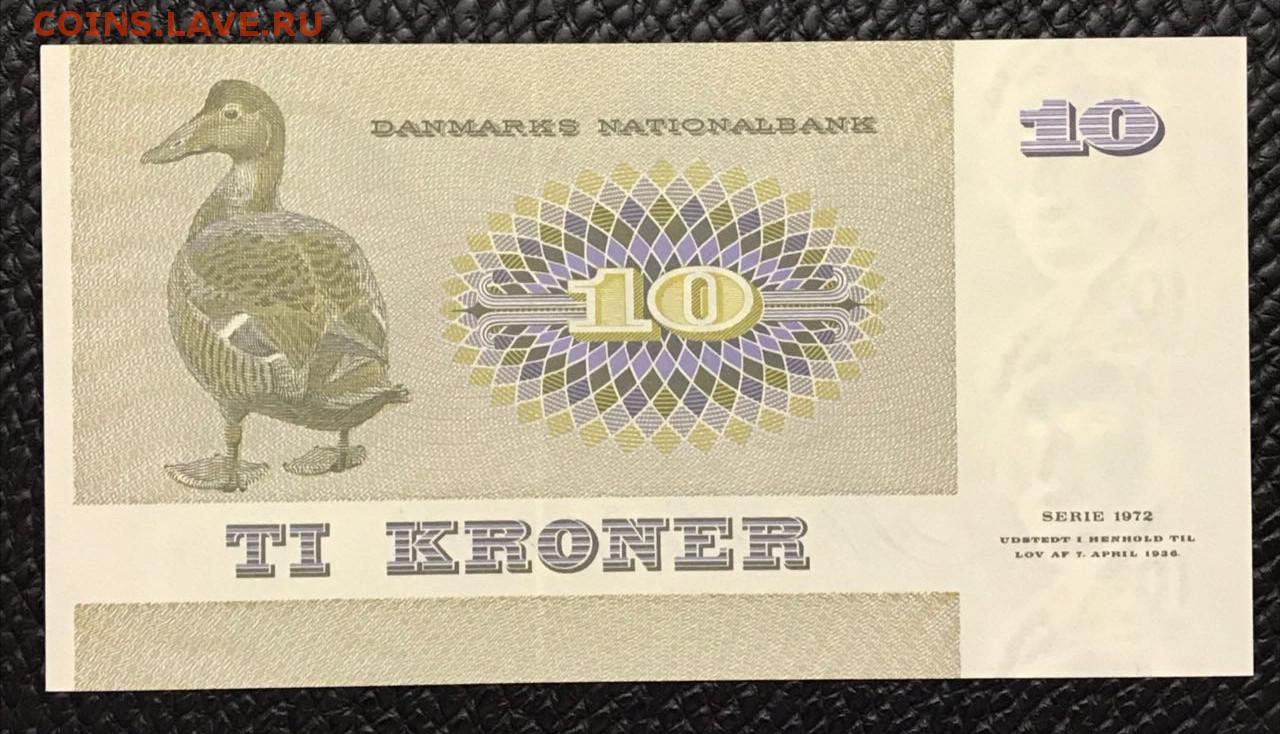 COINS.LAVE.RU
DANMARKS NATIONALBANK
10
10
TI KRONER
SERIE 1972
UDSTEDT I HENHOLD TIL
LOV AF 7. APRIL 1936.